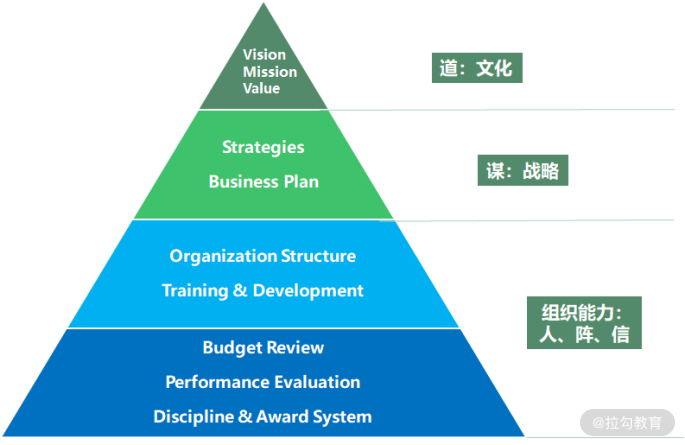 Vision
Mission
Value
道：文化
Strategies
Business Plan
谋：战略
Organization Structure
Training & Development
组织能力：
人、阵、信
Budget Review
Performance Evaluation
Discipline & Award System
@拉勾教育